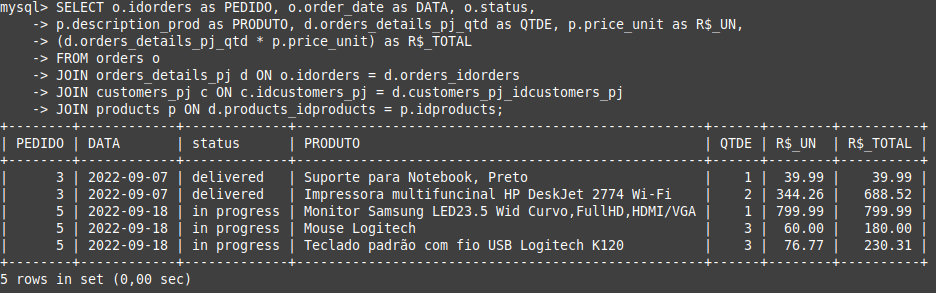 mysql> SELECT o.idorders as PEDIDO, o.order_date as DATA, o.status,
    -> p.description_prod as PRODUTO, d.orders_details_pj_qtd as QTDE, p.price_unit as R$_UN,
    -> (d.orders_details_pj_qtd * p.price_unit) as R$_TOTAL
    -> FROM orders o
    -> JOIN orders_details_pj d ON o.idorders = d.orders_idorders
    -> JOIN customers_pj c ON c.idcustomers_pj = d.customers_pj_idcustomers_pj
    -> JOIN products p ON d.products_idproducts = p.idproducts;
+--------+------------+-------------+---------------------------------------------------+------+--------+----------+
| PEDIDO | DATA       | status      | PRODUTO                                           | QTDE | R$_UN  | R$_TOTAL |
+--------+------------+-------------+---------------------------------------------------+------+--------+----------+
|      3 | 2022-09-07 | delivered   | Suporte para Notebook, Preto                      |    1 |  39.99 |    39.99 |
|      3 | 2022-09-07 | delivered   | Impressora multifuncinal HP DeskJet 2774 Wi-Fi    |    2 | 344.26 |   688.52 |
|      5 | 2022-09-18 | in progress | Monitor Samsung LED23.5 Wid Curvo,FullHD,HDMI/VGA |    1 | 799.99 |   799.99 |
|      5 | 2022-09-18 | in progress | Mouse Logitech                                    |    3 |  60.00 |   180.00 |
|      5 | 2022-09-18 | in progress | Teclado padrão com fio USB Logitech K120          |    3 |  76.77 |   230.31 |
+--------+------------+-------------+---------------------------------------------------+------+--------+----------+
5 rows in set (0,00 sec)